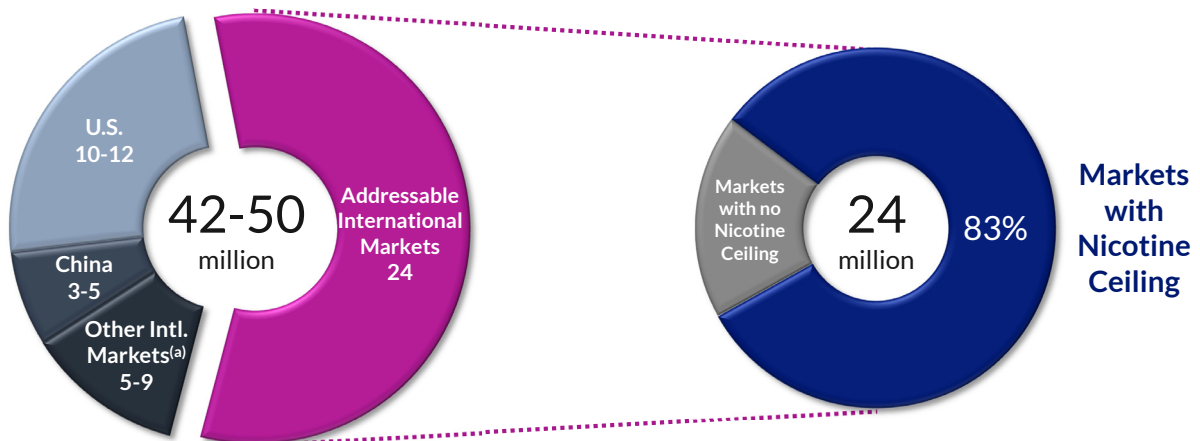 U.S.
10-12
China
3-5
Other Intl.
Markets(a)
5-9
42-50
million
Addressable
International
Markets
24
Markets
with no
Nicotine
Ceiling
24
million
83%
Markets
with
Nicotine
Ceiling